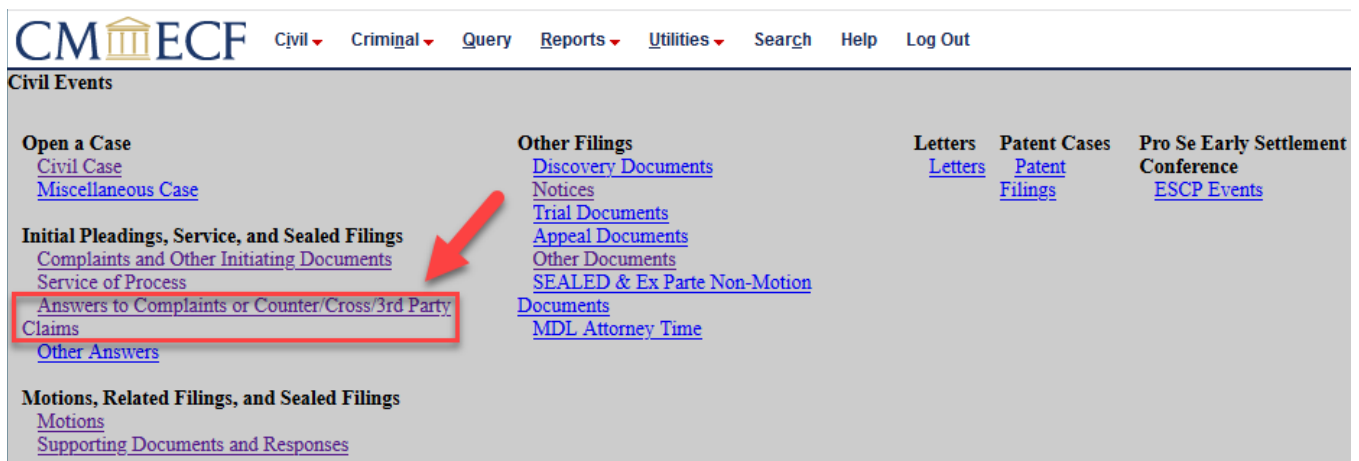 CM ECF Civil Criminal Query Reports Utilities Search Help Log Out
Civil Events
Open a Case
Civil Case
Miscellaneous Case
Initial Pleadings, Service, and Sealed Filings
Complaints and Other Initiating Documents
Service of Process
Answers to Complaints or Counter/Cross/3rd Party
Claims
Other Answers
Motions, Related Filings, and Sealed Filings
Motions
Supporting Documents and Responses
Other Filings
Discovery Documents
Notices
Trial Documents
Appeal Documents
Other Documents
SEALED & Ex Parte Non-Motion
Documents
MDL Attorney Time
Letters
Letters
Patent Cases
Patent
Filings
Pro Se Early Settlement
Conference
ESCP Events